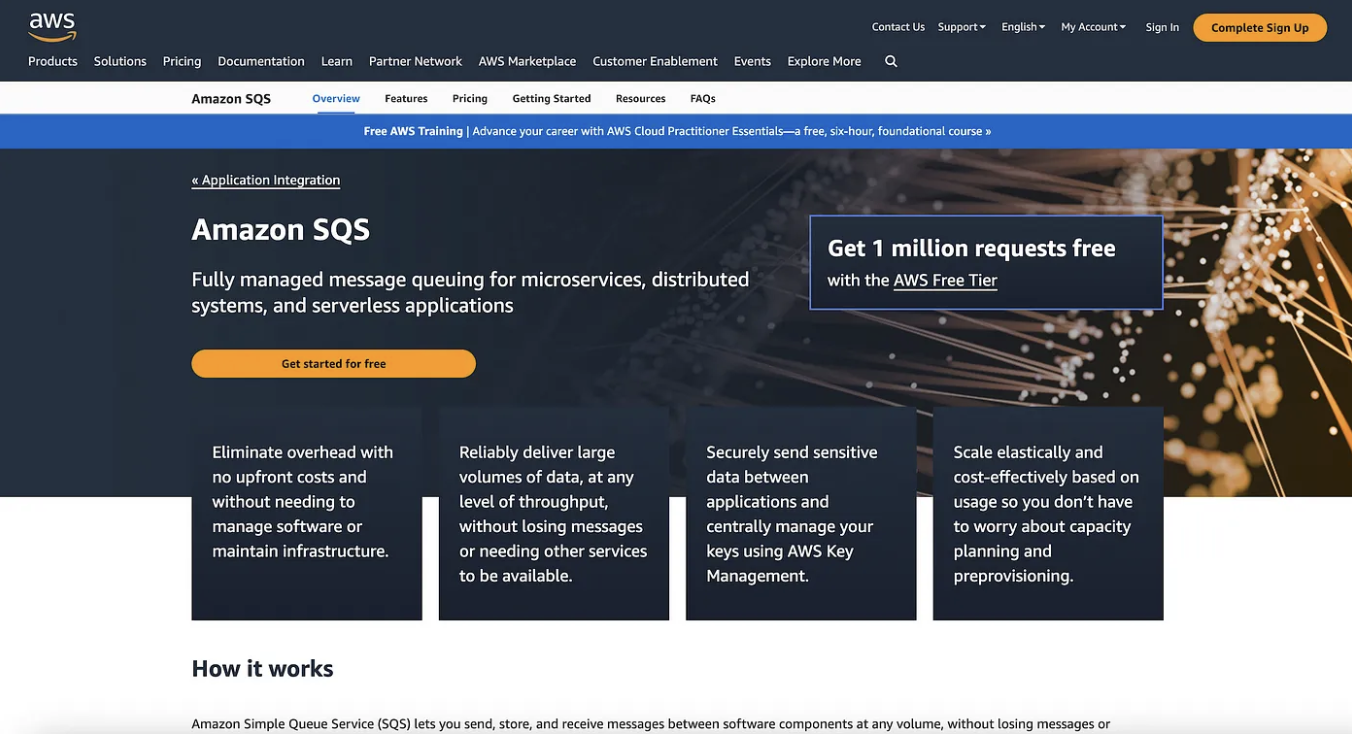 aws
Contact Us Support English My Account Sign In Complete Sign Up
Products Solutions Pricing Documentation Learn Partner Network AWS Marketplace Customer Enablement Events Explore More
Amazon SQS Overview Features Pricing Getting Started Resources FAQs
Free AWS Training | Advance your career with AWS Cloud Practitioner Essentials—a free, six-hour, foundational course »
« Application Integration
Amazon SQS
Fully managed message queuing for microservices, distributed
systems, and serverless applications
Get started for free
Get 1 million requests free
with the AWS Free Tier
Eliminate overhead with
no upfront costs and
without needing to
manage software or
maintain infrastructure.
Reliably deliver large
volumes of data, at any
level of throughput,
without losing messages
or needing other services
to be available.
Securely send sensitive
data between
applications and
centrally manage your
keys using AWS Key
Management.
Scale elastically and
cost-effectively based on
usage so you don’t have
to worry about capacity
planning and
preprovisioning.
How it works
Amazon Simple Queue Service (SQS) lets you send, store, and receive messages between software components at any volume, without losing messages or